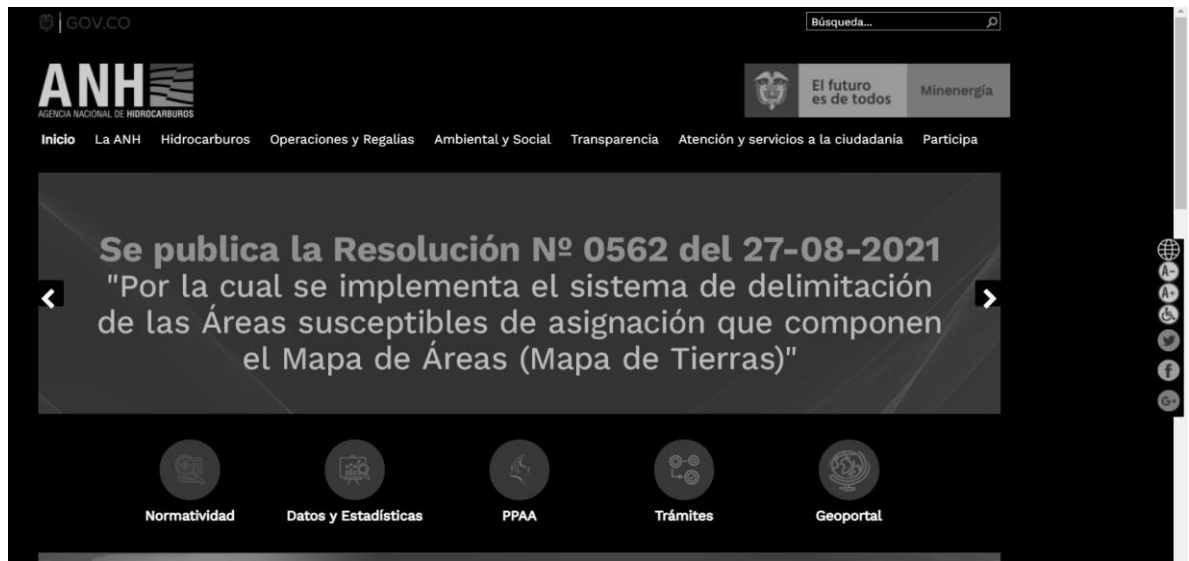 GOV.CO
Búsqueda...
ANH
AGENCIA NACIONAL DE HIDROCARBUROS
El futuro
es de todos
Minenergía
Inicio La ANH Hidrocarburos Operaciones y Regalías Ambiental y Social Transparencia Atención y servicios a la ciudadanía Participa
Se publica la Resolución Nº 0562 del 27-08-2021
"Por la cual se implementa el sistema de delimitación
de las Áreas susceptibles de asignación que componen
el Mapa de Áreas (Mapa de Tierras)"
A-
A+
G+
Normatividad Datos y Estadísticas PPAA Trámites Geoportal